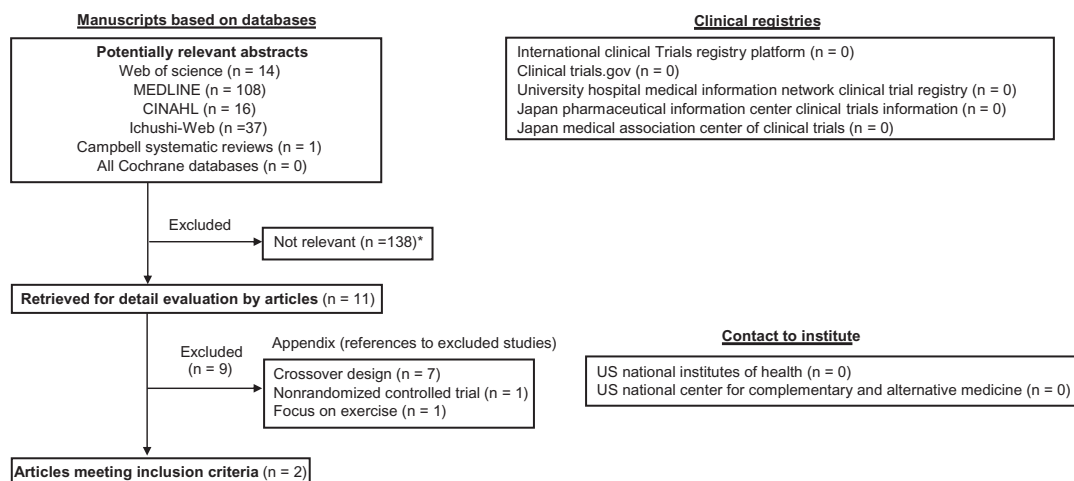 Manuscripts based on databases
Potentially relevant abstracts
Web of science (n = 14)
MEDLINE (n = 108)
CINAHL (n = 16)
Ichushi-Web (n =37)
Campbell systematic reviews (n = 1)
All Cochrane databases (n = 0)
Clinical registries
International clinical Trials registry platform (n = 0)
Clinical trials.gov (n = 0)
University hospital medical information network clinical trial registry (n = 0)
Japan pharmaceutical information center clinical trials information (n = 0)
Japan medical association center of clinical trials (n = 0)
Excluded
Not relevant (n =138)*
Retrieved for detail evaluation by articles (n = 11)
Excluded
(n = 9)
Appendix (references to excluded studies)
Crossover design (n = 7)
Nonrandomized controlled trial (n = 1)
Focus on exercise (n = 1)
Contact to institute
US national institutes of health (n = 0)
US national center for complementary and alternative medicine (n = 0)
Articles meeting inclusion criteria (n = 2)